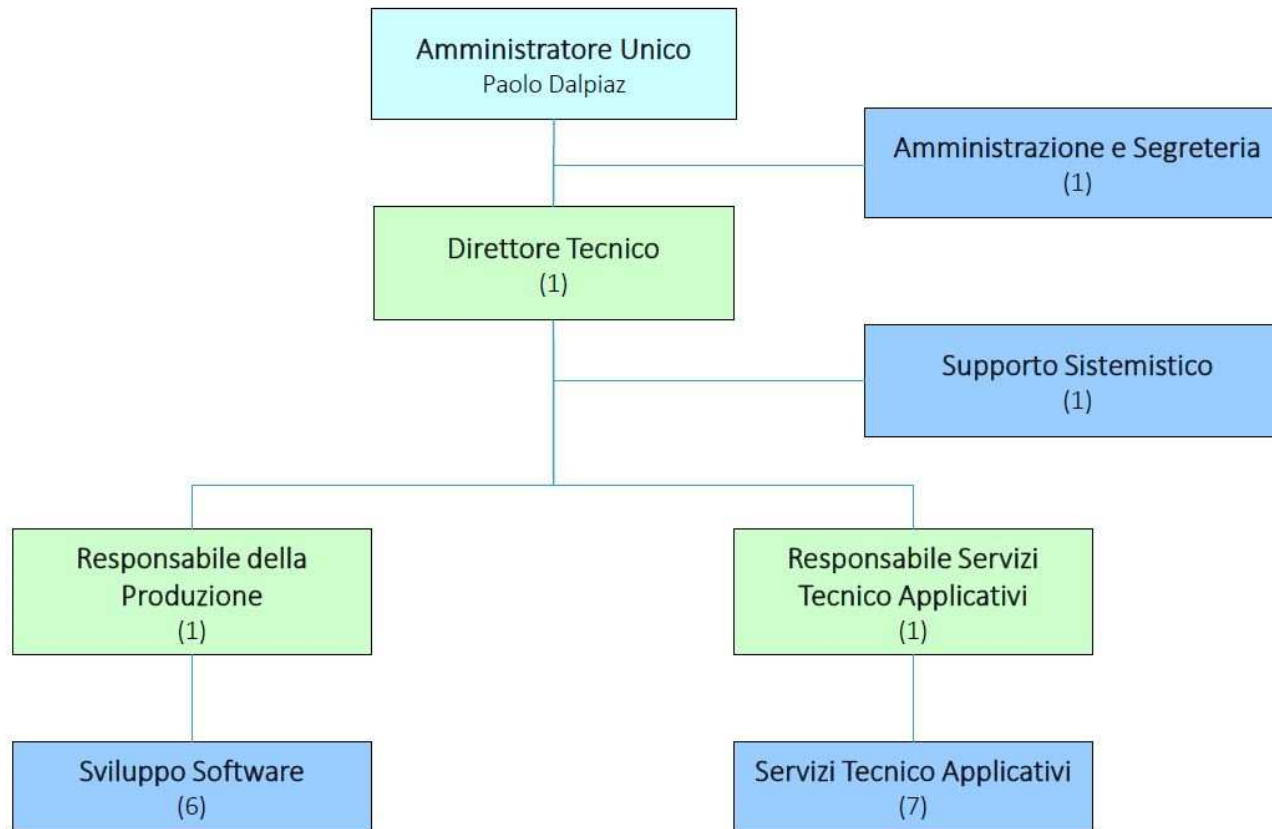 Amministratore Unico
Paolo Dalpiaz
Amministrazione e Segreteria
(1)
Direttore Tecnico
(1)
Supporto Sistemistico
(1)
Responsabile della
Produzione
(1)
Responsabile Servizi
Tecnico Applicativi
(1)
Sviluppo Software
(6)
Servizi Tecnico Applicativi
(7)